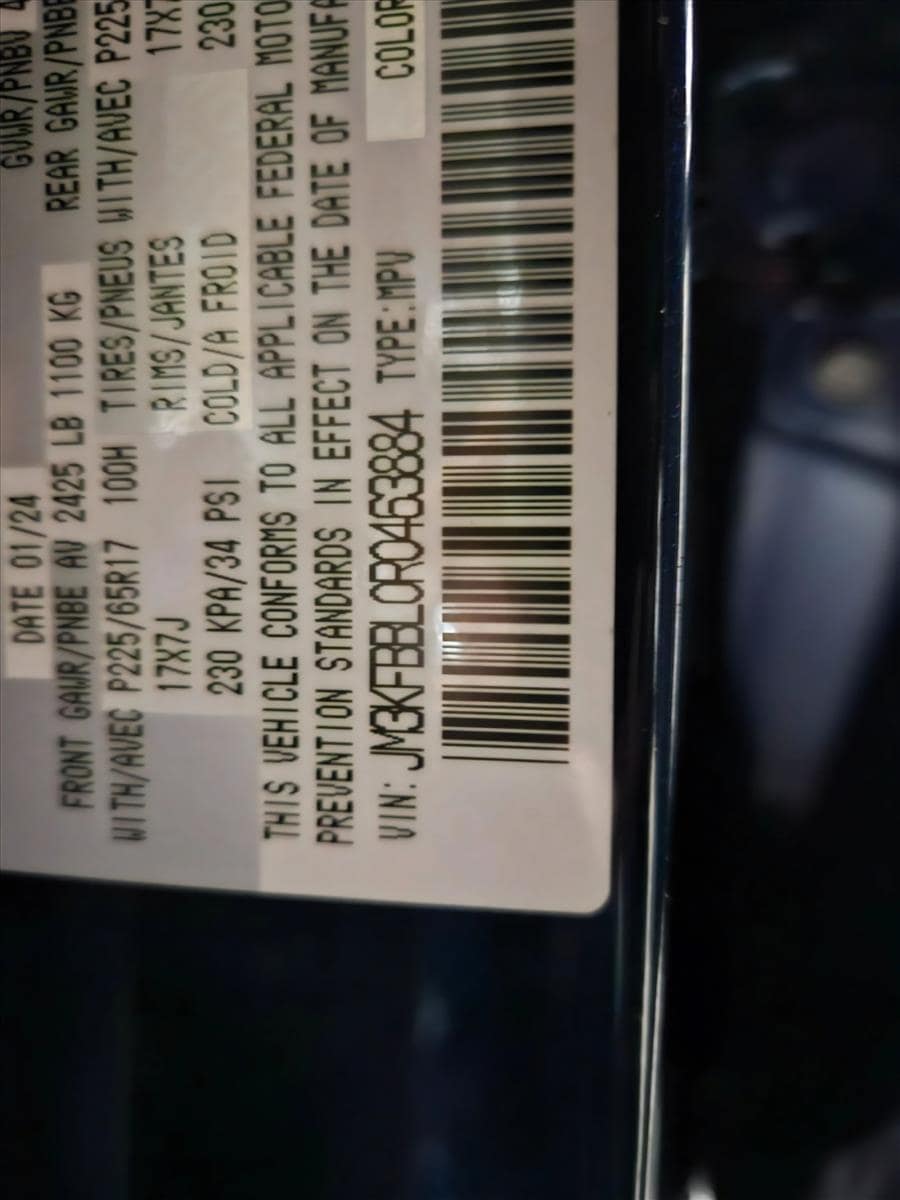 DATE 01/24 GVWR/PNBV 4
FRONT GAWR/PNBE AV 2425 LB 1100 KG REAR GAWR/PNBE
WITH/AVEC P225/65R17 100H TIRES/PNEUS WITH/AVEC P225
17X7J RIMS/JANTES 17X7
230 KPA/34 PSI COLD/A FROID 230
THIS VEHICLE CONFORMS TO ALL APPLICABLE FEDERAL MOTO
PREVENTION STANDARDS IN EFFECT ON THE DATE OF MANUFA
VIN: JM3KFBBL0R0463884 TYPE:MPV COLOR